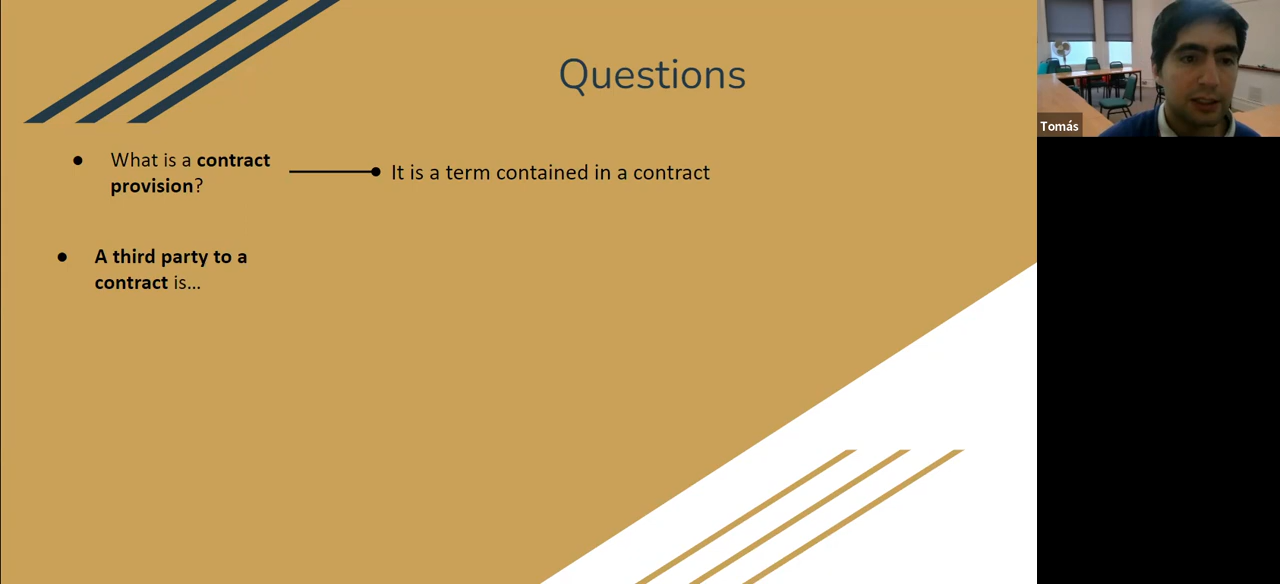 Questions
What is a contract
provision?
It is a term contained in a contract
A third party to a
contract is...
Tomás